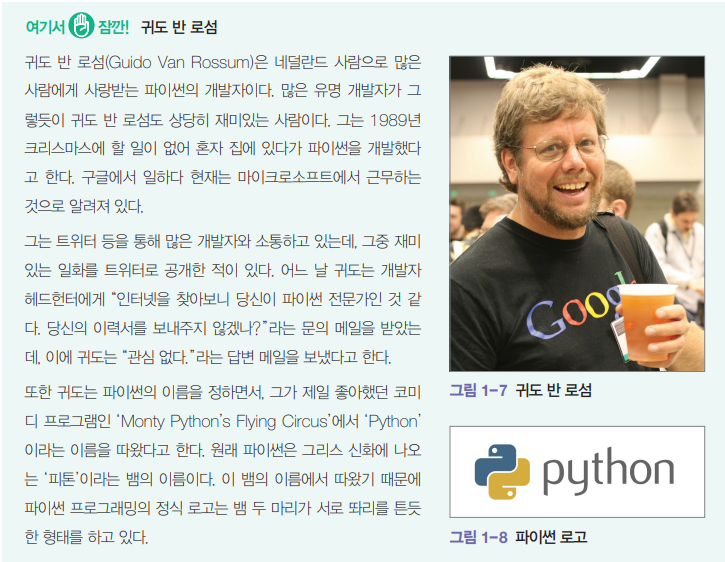 여기서 잠깐! 귀도 반 로섬
귀도 반 로섬(Guido Van Rossum)은 네덜란드 사람으로 많은
사람에게 사랑받는 파이썬의 개발자이다. 많은 유명 개발자가 그
렇듯이 귀도 반 로섬도 상당히 재미있는 사람이다. 그는 1989년
크리스마스에 할 일이 없어 혼자 집에 있다가 파이썬을 개발했다
고 한다. 구글에서 일하다 현재는 마이크로소프트에서 근무하는
것으로 알려져 있다.
그는 트위터 등을 통해 많은 개발자와 소통하고 있는데, 그중 재미
있는 일화를 트위터로 공개한 적이 있다. 어느 날 귀도는 개발자
헤드헌터에게 “인터넷을 찾아보니 당신이 파이썬 전문가인 것 같
다. 당신의 이력서를 보내주지 않겠나?”라는 문의 메일을 받았는
데, 이에 귀도는 “관심 없다.”라는 답변 메일을 보냈다고 한다.
또한 귀도는 파이썬의 이름을 정하면서, 그가 제일 좋아했던 코미
디 프로그램인 ‘Monty Python’s Flying Circus’에서 ‘Python’
이라는 이름을 따왔다고 한다. 원래 파이썬은 그리스 신화에 나오
는 ‘피톤’이라는 뱀의 이름이다. 이 뱀의 이름에서 따왔기 때문에
파이썬 프로그래밍의 정식 로고는 뱀 두 마리가 서로 똬리를 튼듯
한 형태를 하고 있다.
Google
그림 1-7 귀도 반 로섬
python
그림 1-8 파이썬 로고